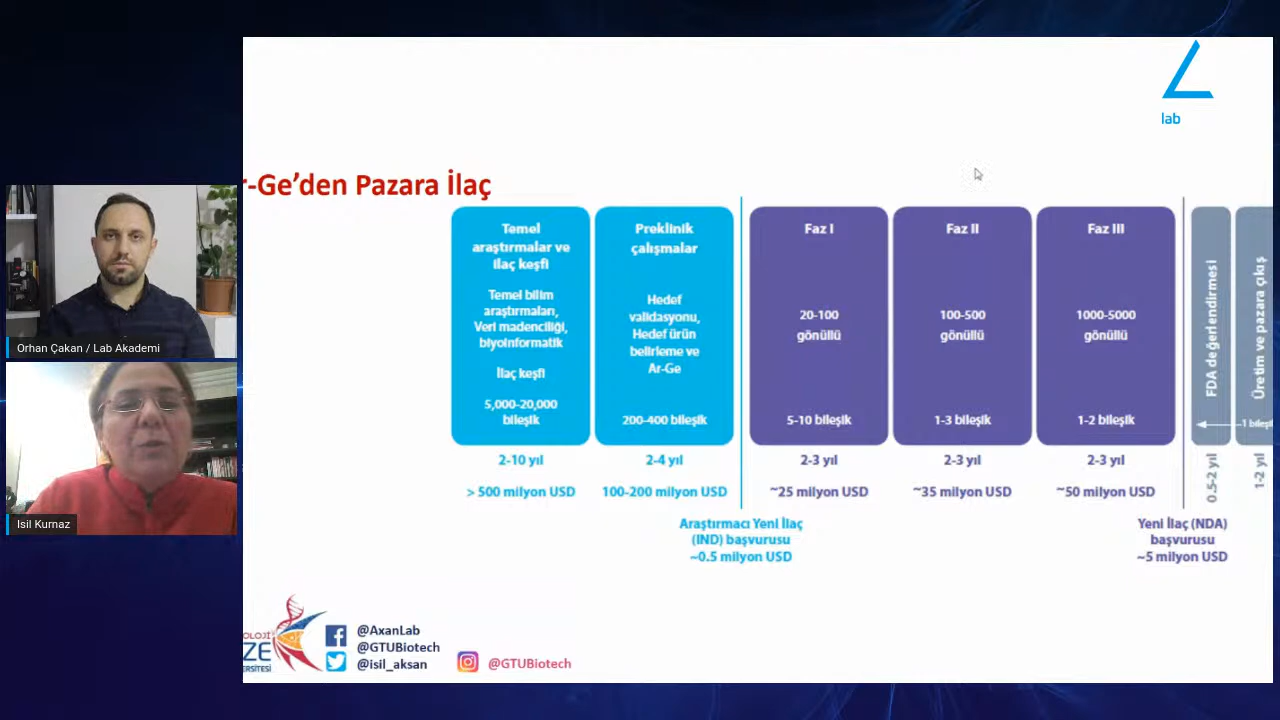 lab
r-Ge'den Pazara İlaç
Temel
araştırmalar ve
ilaç keşfi
Temel bilim
araştırmaları,
Veri madenciliği,
biyoinformatik
İlaç keşfi
5,000-20,000
bileşik
2-10 yıl
> 500 milyon USD
Preklinik
çalışmalar
Hedef
validasyonu,
Hedef ürün
belirleme ve
Ar-Ge
200-400 bileşik
2-4 yıl
100-200 milyon USD
Araştırmacı Yeni İlaç
(IND) başvurusu
~0.5 milyon USD
Faz I
20-100
gönüllü
5-10 bileşik
2-3 yıl
~25 milyon USD
Faz II
100-500
gönüllü
1-3 bileşik
2-3 yıl
~35 milyon USD
Faz III
1000-5000
gönüllü
1-2 bileşik
2-3 yıl
~50 milyon USD
Yeni İlaç (NDA)
başvurusu
~5 milyon USD
FDA değerlendirmesi
0.5-2 yıl
Üretim ve pazara çıkış
1 bileşi
1-2 yıl
Orhan Çakan / Lab Akademi
Isil Kurnaz
OLOJİ
ZE
ERSİTESİ
@AxanLab
@GTUBiotech
@isil_aksan
@GTUBiotech